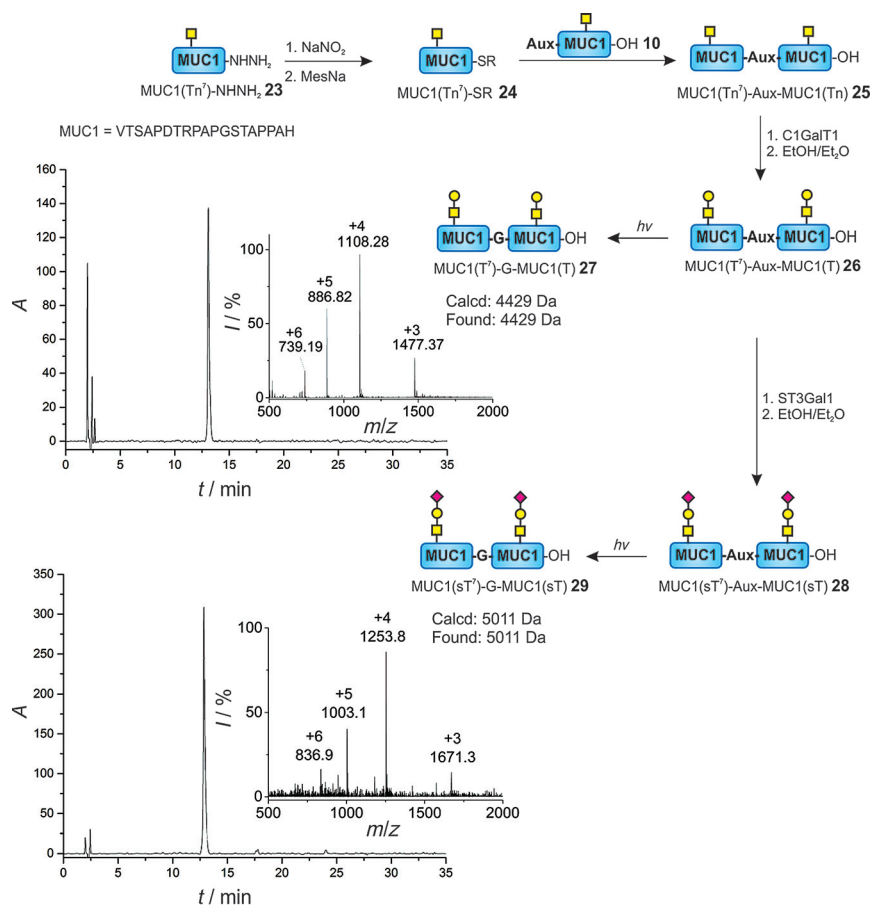 MUC1 -NHNH₂
MUC1(Tn⁷)-NHNH₂ 23
1. NaNO₂
2. MesNa
MUC1 -SR
MUC1(Tn⁷)-SR 24
Aux- MUC1 -OH 10
MUC1 -Aux- MUC1 -OH
MUC1(Tn⁷)-Aux-MUC1(Tn) 25
MUC1 = VTSAPDTRPAPGSTAPPAH
1. C1GalT1
2. EtOH/Et₂O
MUC1 -G- MUC1 -OH
MUC1(T⁷)-G-MUC1(T) 27
Calcd: 4429 Da
Found: 4429 Da
hv
MUC1 -Aux- MUC1 -OH
MUC1(T⁷)-Aux-MUC1(T) 26
160
140
120
100
80
60
40
20
0
A
0 5 10 15 20 25 30 35
t / min
100
50
0
I / %
+4
1108.28
+5
886.82
+6
739.19
+3
1477.37
500 1000 1500 2000
m/z
1. ST3Gal1
2. EtOH/Et₂O
MUC1 -G- MUC1 -OH
MUC1(sT⁷)-G-MUC1(sT) 29
Calcd: 5011 Da
Found: 5011 Da
hv
MUC1 -Aux- MUC1 -OH
MUC1(sT⁷)-Aux-MUC1(sT) 28
350
300
250
200
150
100
50
0
A
0 5 10 15 20 25 30 35
t / min
100
50
0
I / %
+4
1253.8
+5
1003.1
+6
836.9
+3
1671.3
500 1000 1500 2000
m/z